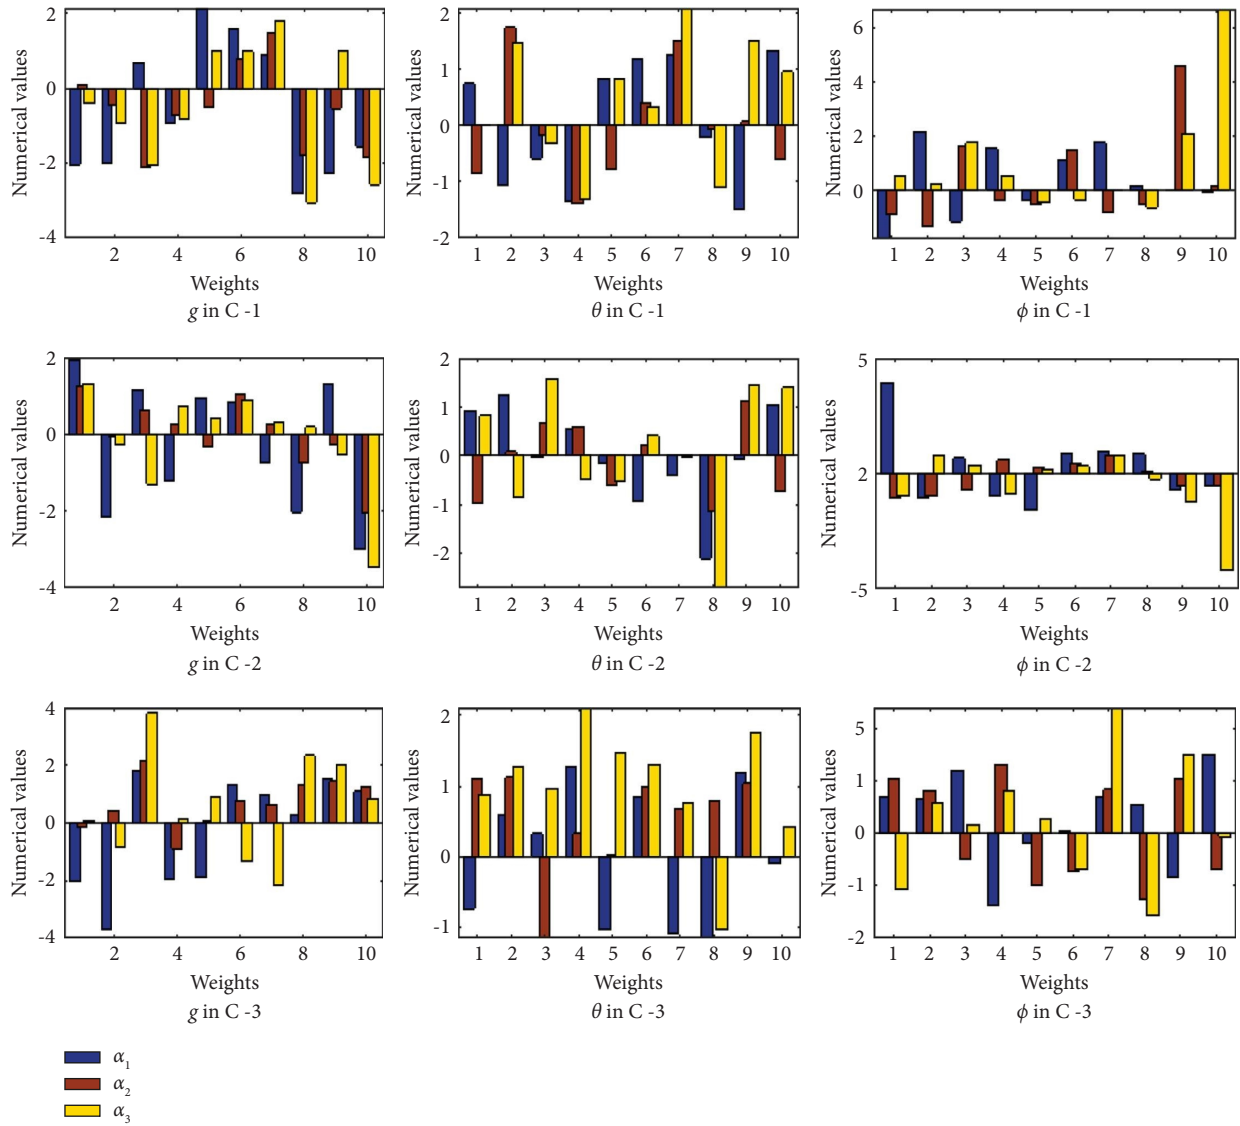 2
0
-2
-4
Numerical values
2
4
6
8
10
Weights
g in C -1
2
1
0
-1
-2
Numerical values
1 2 3 4 5 6 7 8 9 10
Weights
θ in C -1
6
4
2
0
Numerical values
1 2 3 4 5 6 7 8 9 10
Weights
ϕ in C -1
2
0
-2
-4
Numerical values
2
4
6
8
10
Weights
g in C -2
2
1
0
-1
-2
Numerical values
1 2 3 4 5 6 7 8 9 10
Weights
θ in C -2
5
2
-5
Numerical values
1 2 3 4 5 6 7 8 9 10
Weights
ϕ in C -2
4
2
0
-2
-4
Numerical values
2
4
6
8
10
Weights
g in C -3
2
1
0
-1
Numerical values
1 2 3 4 5 6 7 8 9 10
Weights
θ in C -3
5
1
0
-1
-2
Numerical values
1 2 3 4 5 6 7 8 9 10
Weights
ϕ in C -3
α₁
α₂
α₃